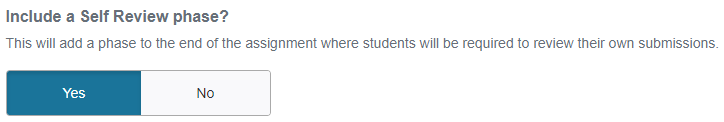 Include a Self Review phase?
This will add a phase to the end of the assignment where students will be required to review their own submissions.
Yes No